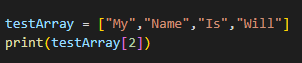 testArray = ["My","Name","Is","Will"]
print(testArray[2])